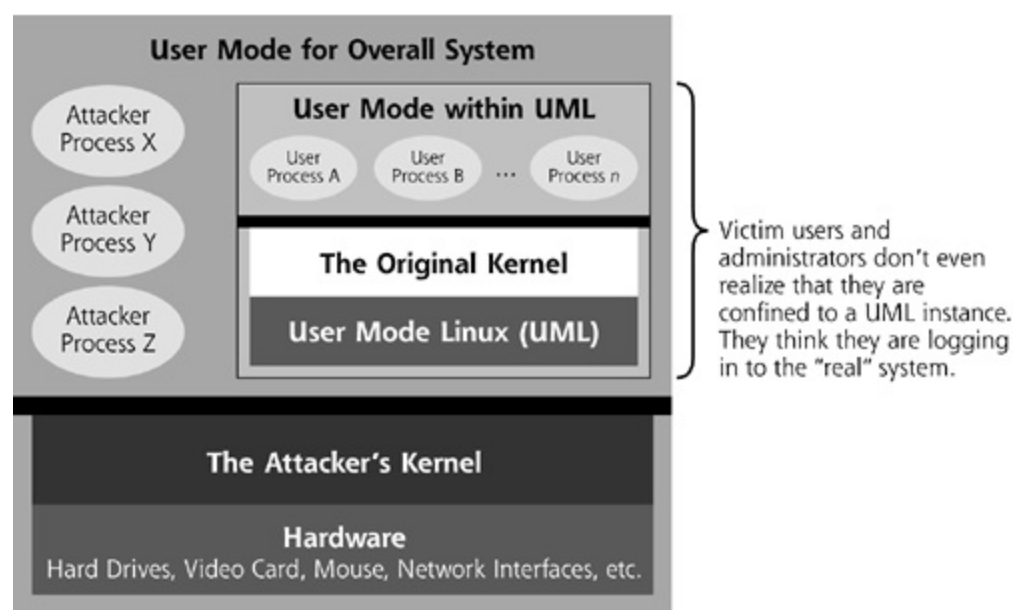 User Mode for Overall System
Attacker
Process X
Attacker
Process Y
Attacker
Process Z
User Mode within UML
User
Process A
User
Process B
...
User
Process n
The Original Kernel
User Mode Linux (UML)
Victim users and
administrators don't even
realize that they are
confined to a UML instance.
They think they are logging
in to the "real" system.
The Attacker's Kernel
Hardware
Hard Drives, Video Card, Mouse, Network Interfaces, etc.